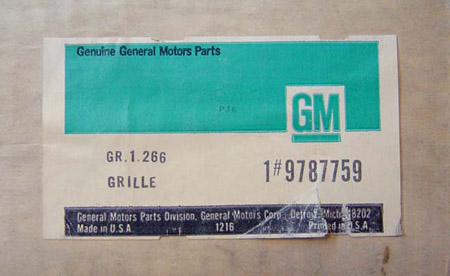 Genuine General Motors Parts
PJ6
GM
GR.1.266
1#9787759
GRILLE
General Motors Parts Division, General Motors Corp., Detroit, Mich. 48202
Made in U.S.A. 1216 Printed in U.S.A.